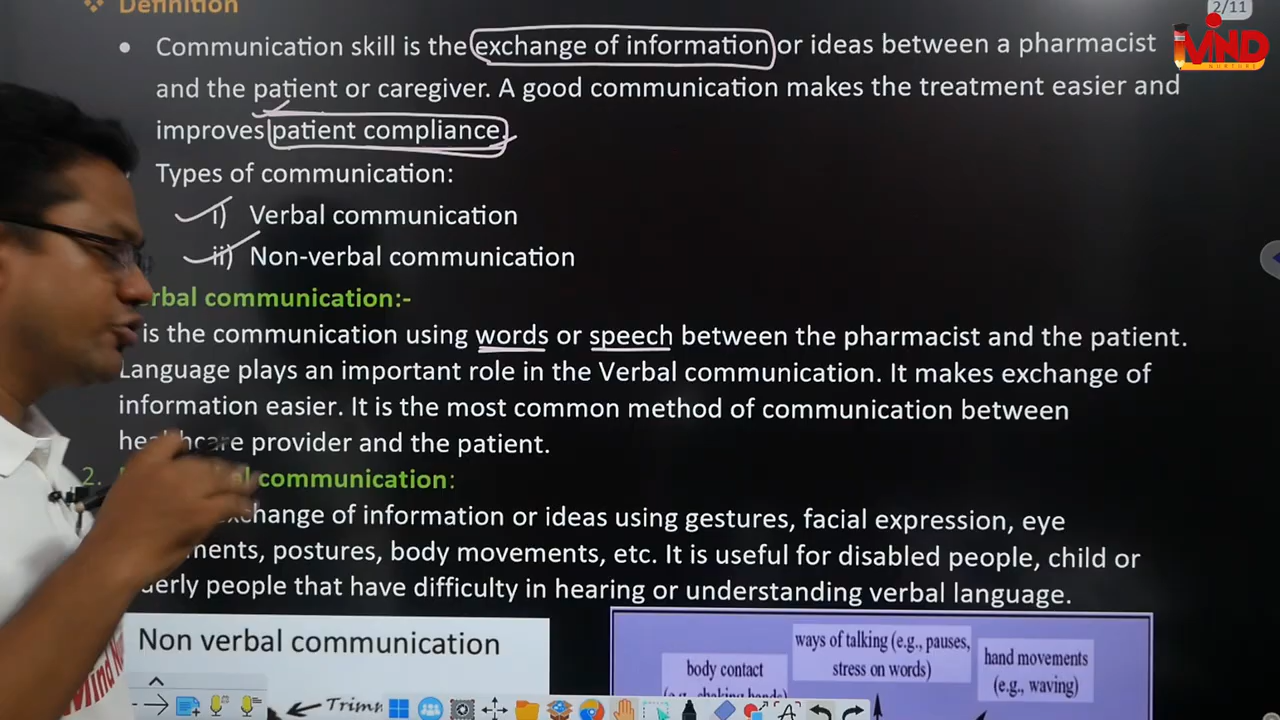 Definition
2/11
MIND
NURTURE
Communication skill is the exchange of information or ideas between a pharmacist
and the patient or caregiver. A good communication makes the treatment easier and
improves patient compliance.
Types of communication:
i) Verbal communication
ii) Non-verbal communication
communication:-
is the communication using words or speech between the pharmacist and the patient.
Language plays an important role in the Verbal communication. It makes exchange of
information easier. It is the most common method of communication between
healthcare provider and the patient.
2. communication:
exchange of information or ideas using gestures, facial expression, eye
postures, body movements, etc. It is useful for disabled people, child or
people that have difficulty in hearing or understanding verbal language.
Non verbal communication
ways of talking (e.g., pauses,
stress on words)
body contact
(e.g., shaking hands)
hand movements
(e.g., waving)